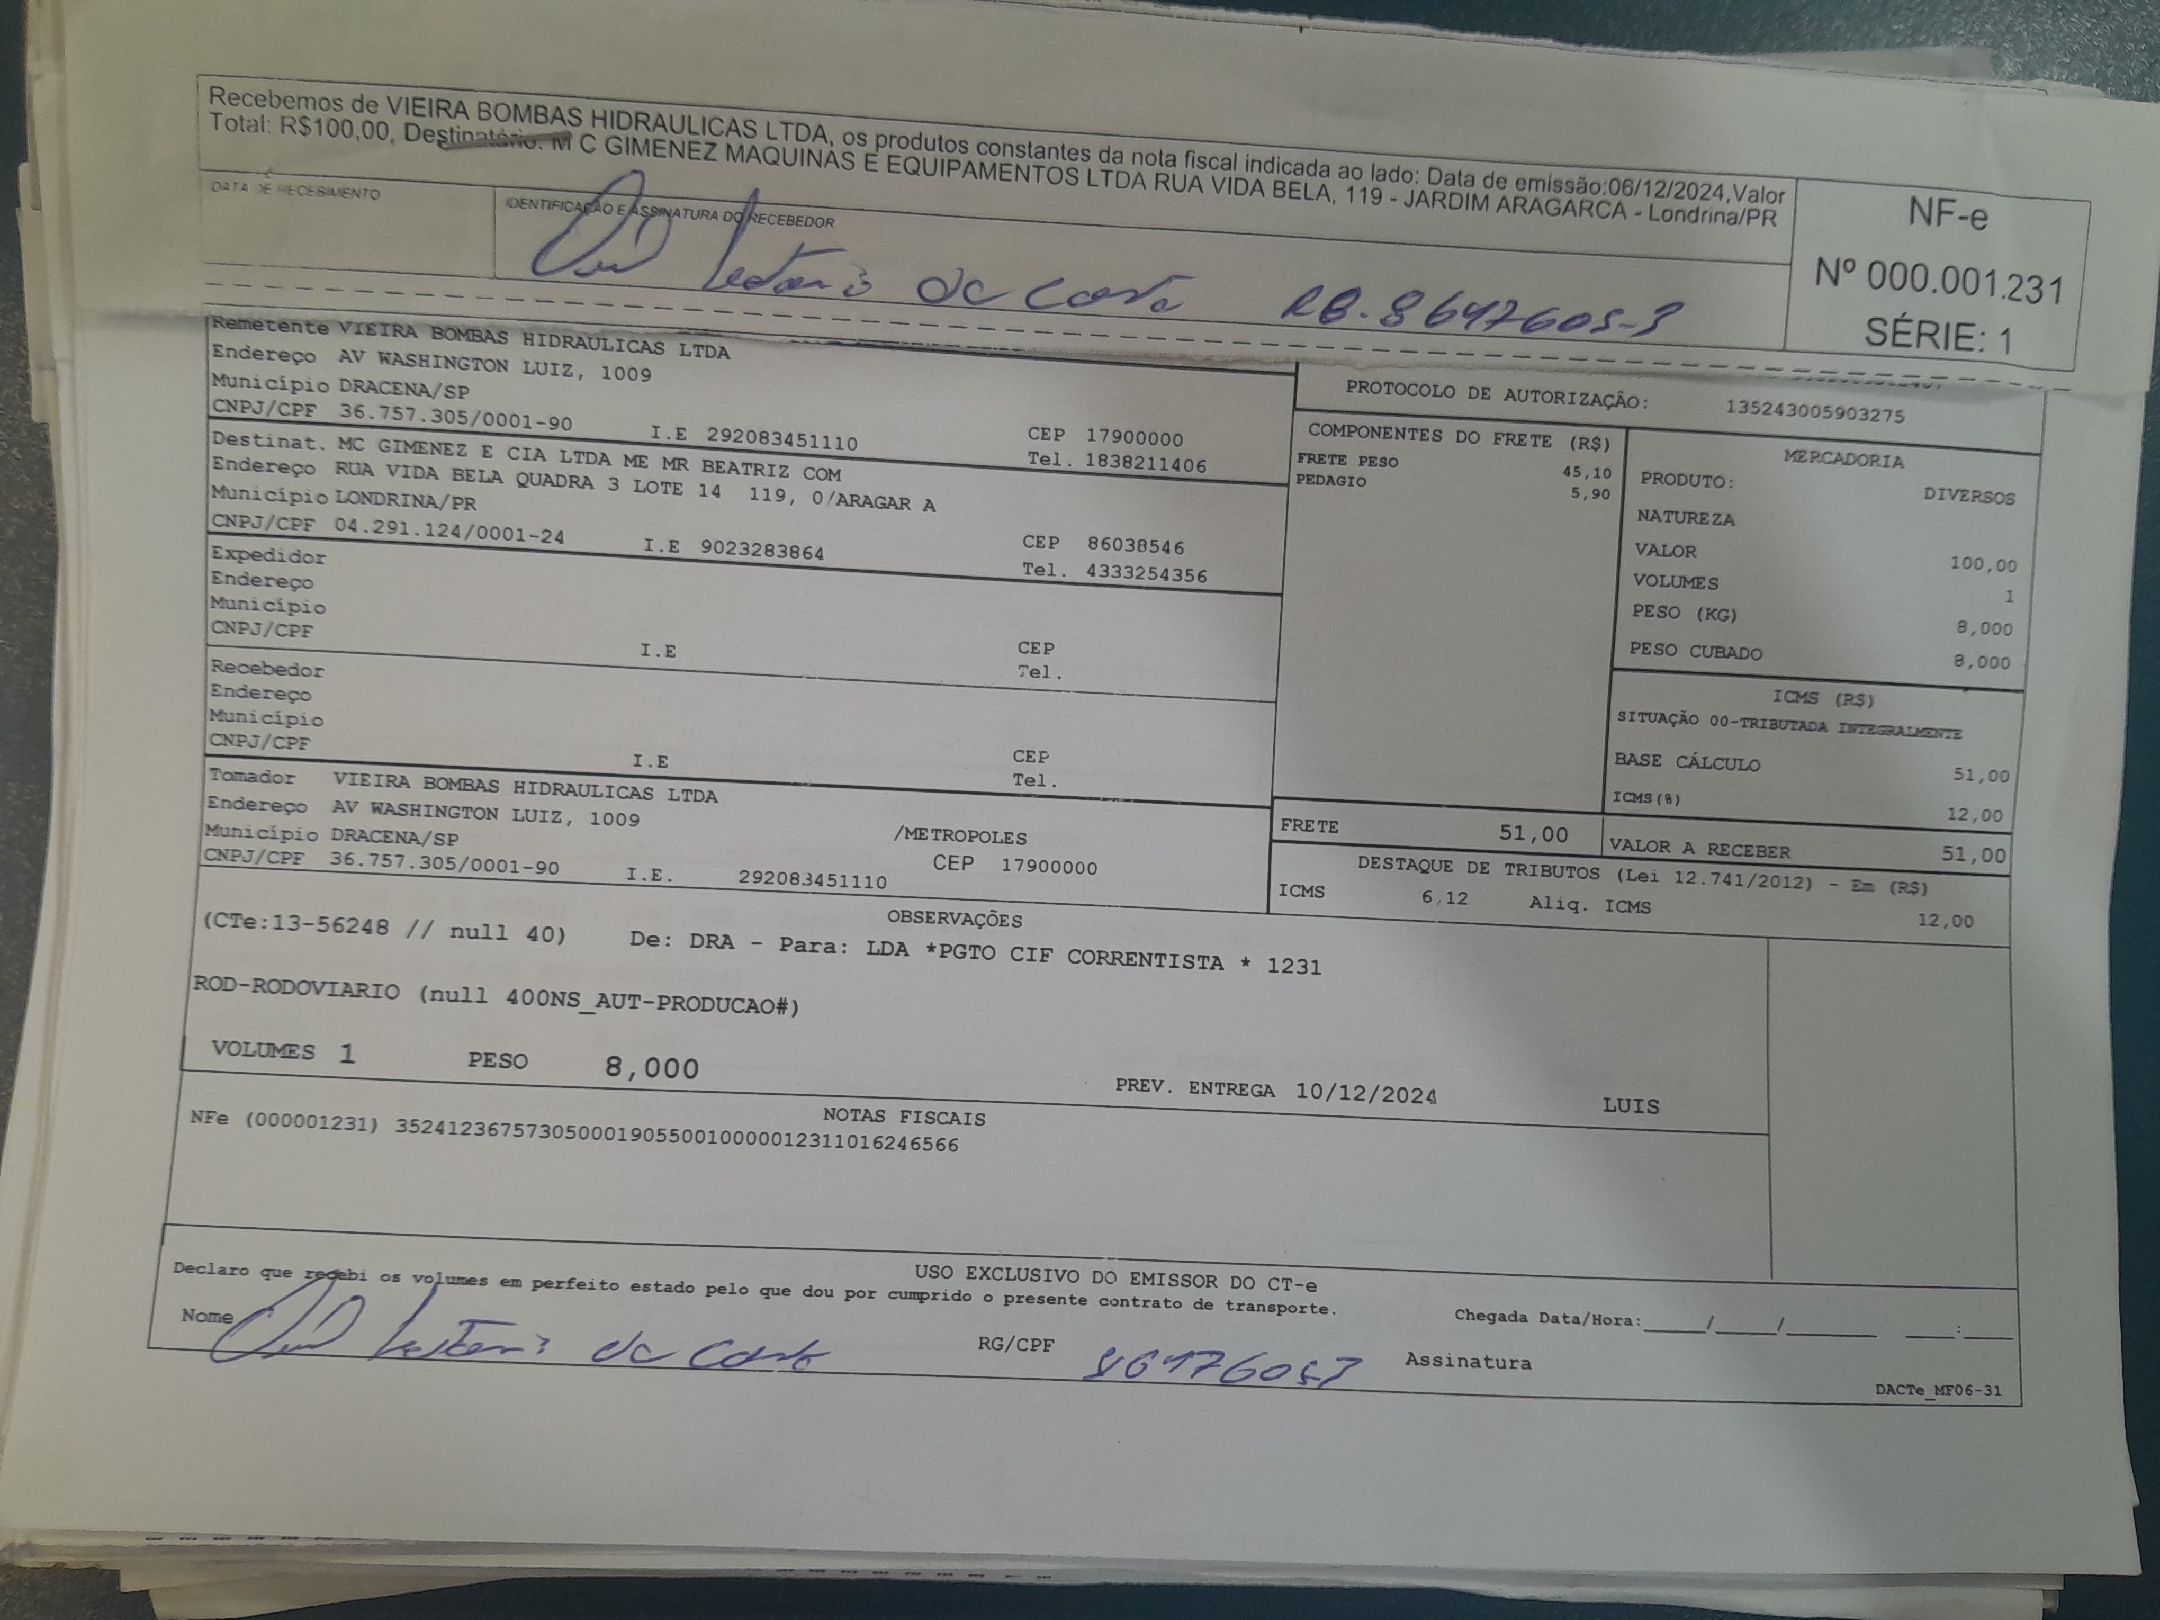 Recebemos de VIEIRA BOMBAS HIDRAULICAS LTDA, os produtos constantes da nota fiscal indicada ao lado: Data de emissão:06/12/2024,Valor
Total: R$100,00, Destinatário: M C GIMENEZ MAQUINAS E EQUIPAMENTOS LTDA RUA VIDA BELA, 119 - JARDIM ARAGARCA - Londrina/PR
NF-e
Nº 000.001.231
SÉRIE: 1
DATA DE RECEBIMENTO
IDENTIFICAÇÃO E ASSINATURA DO RECEBEDOR
da Costa
Remetente VIEIRA BOMBAS HIDRAULICAS LTDA
Endereço AV WASHINGTON LUIZ, 1009
Município DRACENA/SP
CNPJ/CPF 36.757.305/0001-90 I.E 292083451110 CEP 17900000
Tel. 1838211406
Destinat. MC GIMENEZ E CIA LTDA ME MR BEATRIZ COM
Endereço RUA VIDA BELA QUADRA 3 LOTE 14 119, 0/ARAGAR A
Município LONDRINA/PR
CNPJ/CPF 04.291.124/0001-24 I.E 9023283864 CEP 86038546
Tel. 4333254356
Expedidor
Endereço
Município
CNPJ/CPF I.E CEP
Tel.
Recebedor
Endereço
Município
CNPJ/CPF I.E CEP
Tel.
Tomador VIEIRA BOMBAS HIDRAULICAS LTDA
Endereço AV WASHINGTON LUIZ, 1009 /METROPOLES
Município DRACENA/SP CEP 17900000
CNPJ/CPF 36.757.305/0001-90 I.E. 292083451110
PROTOCOLO DE AUTORIZAÇÃO: 135243005903275
COMPONENTES DO FRETE (R$)
FRETE PESO 45,10
PEDAGIO 5,90
MERCADORIA
PRODUTO: DIVERSOS
NATUREZA
VALOR 100,00
VOLUMES 1
PESO (KG) 8,000
PESO CUBADO 8,000
ICMS (R$)
SITUAÇÃO 00-TRIBUTADA INTEGRALMENTE
BASE CÁLCULO 51,00
ICMS(%) 12,00
FRETE 51,00 VALOR A RECEBER 51,00
DESTAQUE DE TRIBUTOS (Lei 12.741/2012) - Em (R$)
ICMS 6,12 Aliq. ICMS 12,00
OBSERVAÇÕES
(CTe:13-56248 // null 40) De: DRA - Para: LDA *PGTO CIF CORRENTISTA * 1231
ROD-RODOVIARIO (null 400NS_AUT-PRODUCAO#)
VOLUMES 1 PESO 8,000 PREV. ENTREGA 10/12/2024 LUIS
NOTAS FISCAIS
NFe (000001231) 35241236757305000190550010000012311016246566
USO EXCLUSIVO DO EMISSOR DO CT-e
Declaro que recebi os volumes em perfeito estado pelo que dou por cumprido o presente contrato de transporte.
Chegada Data/Hora:____/____/______ ___:___
Nome da Costa RG/CPF Assinatura
DACTe_MF06-31